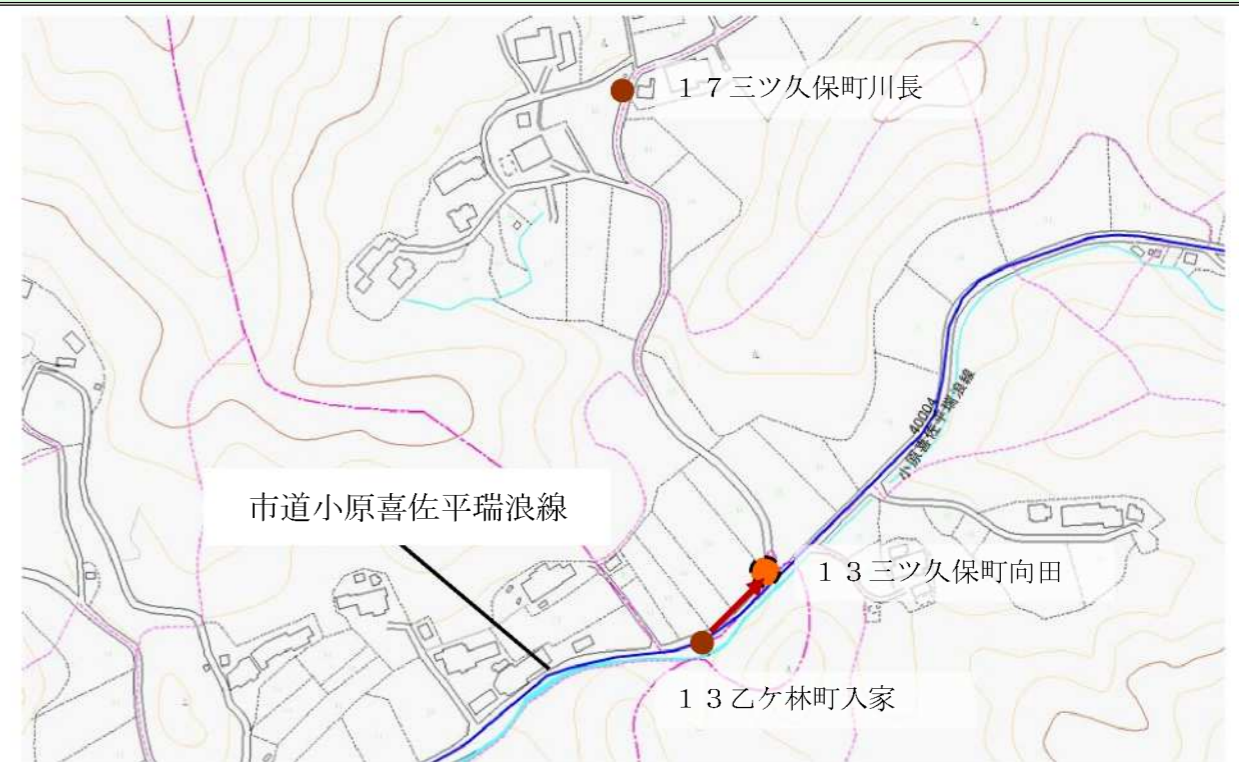 １７三ツ久保町川長
40004
小原喜佐平瑞浪線
市道小原喜佐平瑞浪線
１３三ツ久保町向田
１３乙ケ林町入家